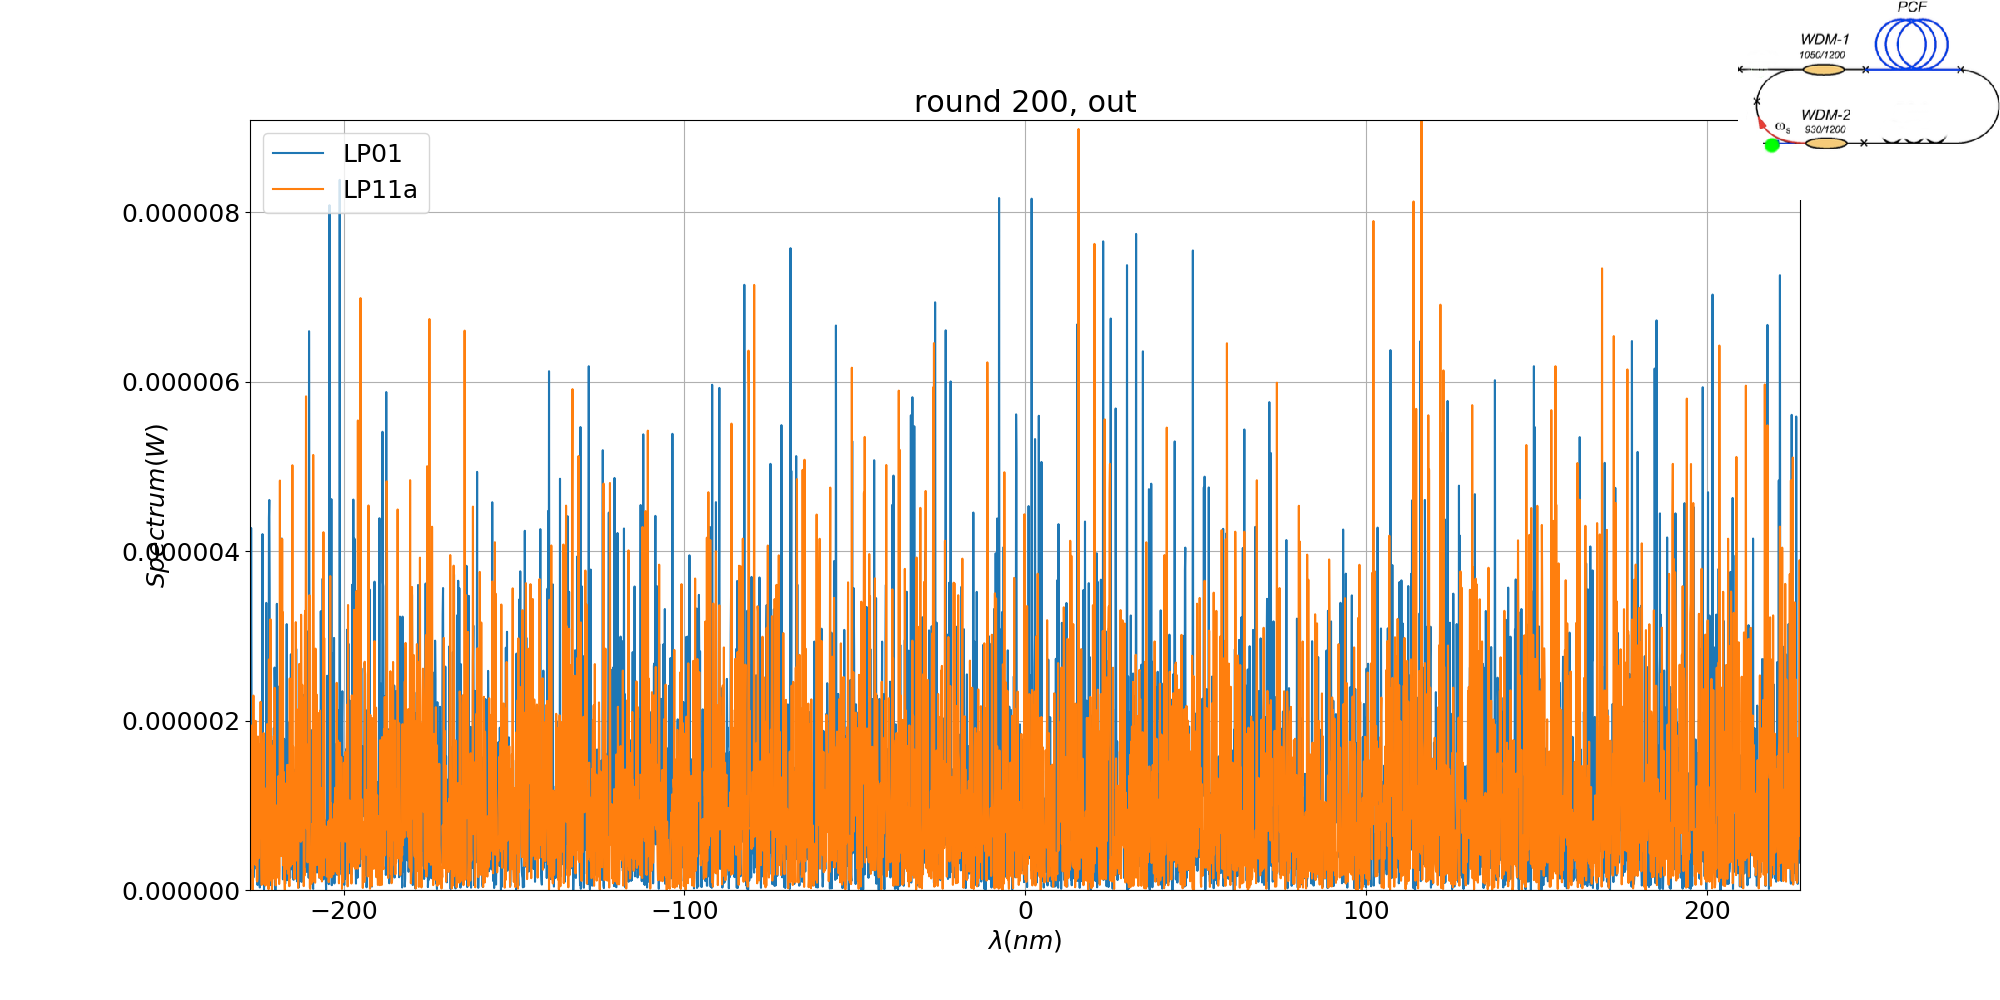 PCF
WDM-1
1050/1200
round 200, out
WDM-2
930/1200
ωs
LP01
LP11a
0.000008
0.000006
0.000004
0.000002
0.000000
Spectrum(W)
−200
−100
0
100
200
λ(nm)